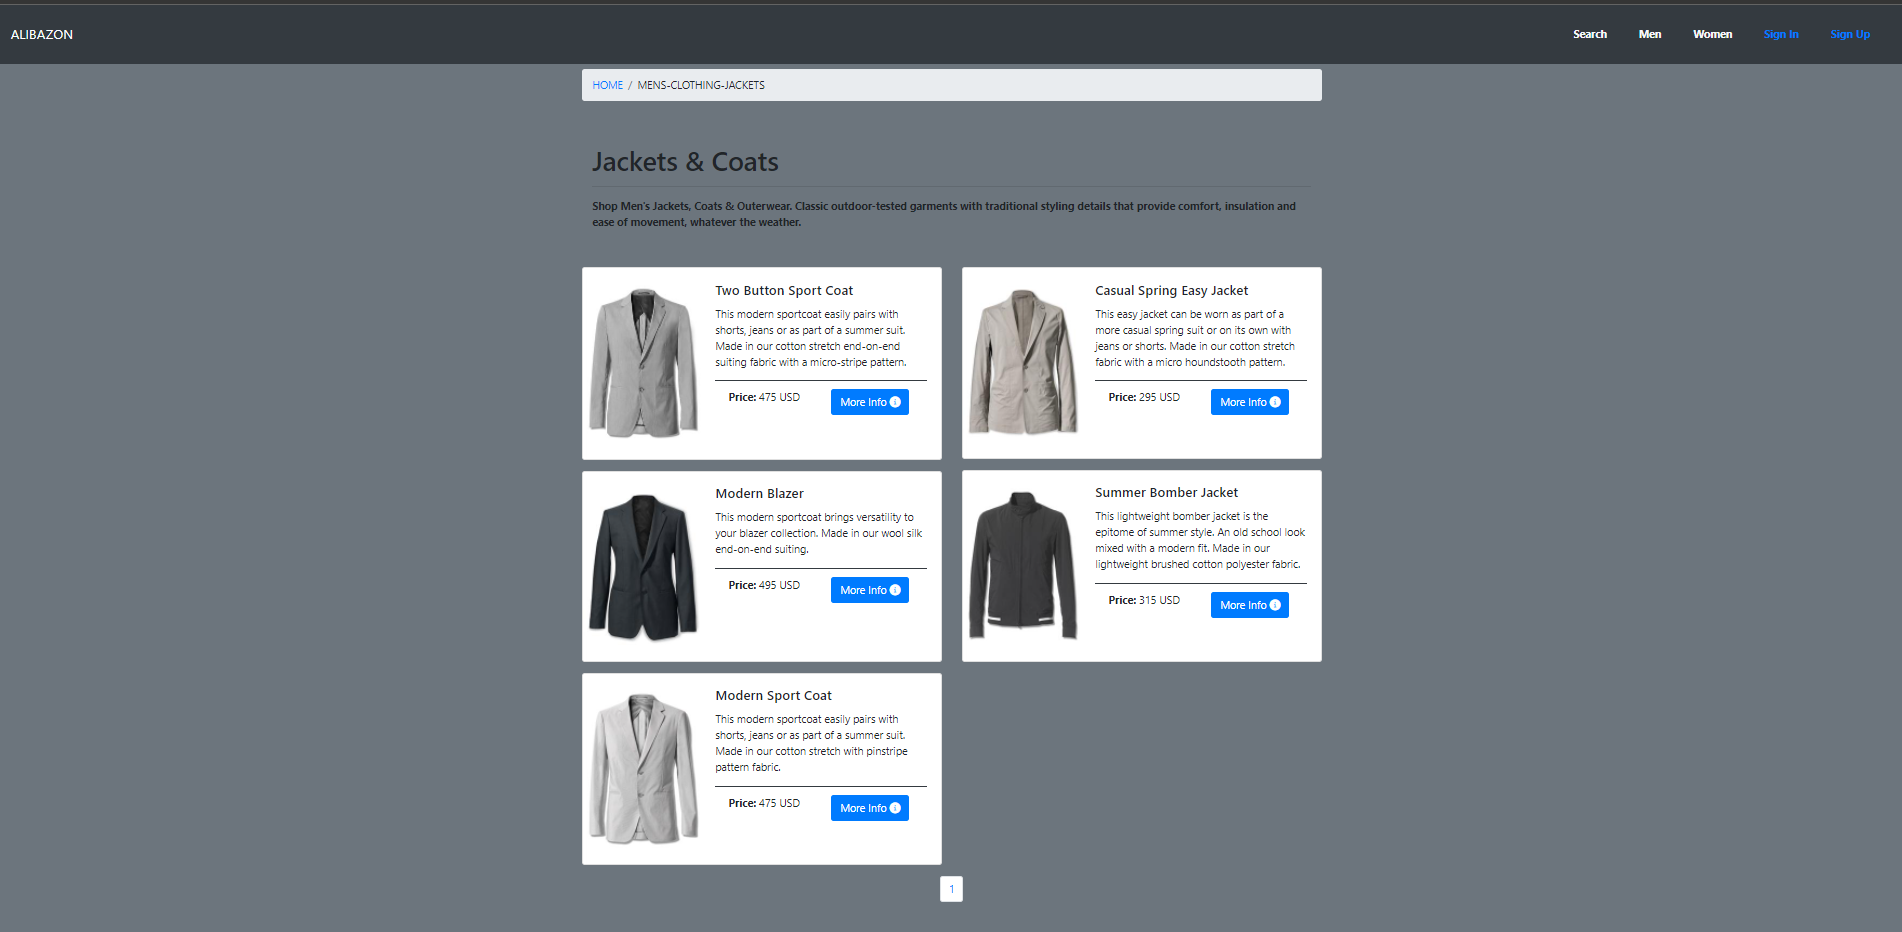 ALIBAZON
Search Men Women Sign In Sign Up
HOME / MENS-CLOTHING-JACKETS
Jackets & Coats
Shop Men's Jackets, Coats & Outerwear. Classic outdoor-tested garments with traditional styling details that provide comfort, insulation and
ease of movement, whatever the weather.
Two Button Sport Coat
This modern sportcoat easily pairs with
shorts, jeans or as part of a summer suit.
Made in our cotton stretch end-on-end
suiting fabric with a micro-stripe pattern.
Price: 475 USD
More Info
Casual Spring Easy Jacket
This easy jacket can be worn as part of a
more casual spring suit or on its own with
jeans or shorts. Made in our cotton stretch
fabric with a micro houndstooth pattern.
Price: 295 USD
More Info
Modern Blazer
This modern sportcoat brings versatility to
your blazer collection. Made in our wool silk
end-on-end suiting.
Price: 495 USD
More Info
Summer Bomber Jacket
This lightweight bomber jacket is the
epitome of summer style. An old school look
mixed with a modern fit. Made in our
lightweight brushed cotton polyester fabric.
Price: 315 USD
More Info
Modern Sport Coat
This modern sportcoat easily pairs with
shorts, jeans or as part of a summer suit.
Made in our cotton stretch with pinstripe
pattern fabric.
Price: 475 USD
More Info
1